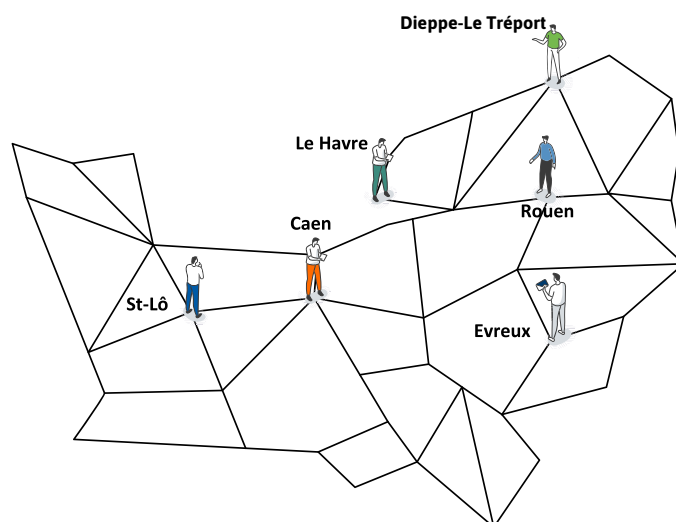 Dieppe-Le Tréport
Le Havre
Rouen
Caen
St-Lô
Evreux